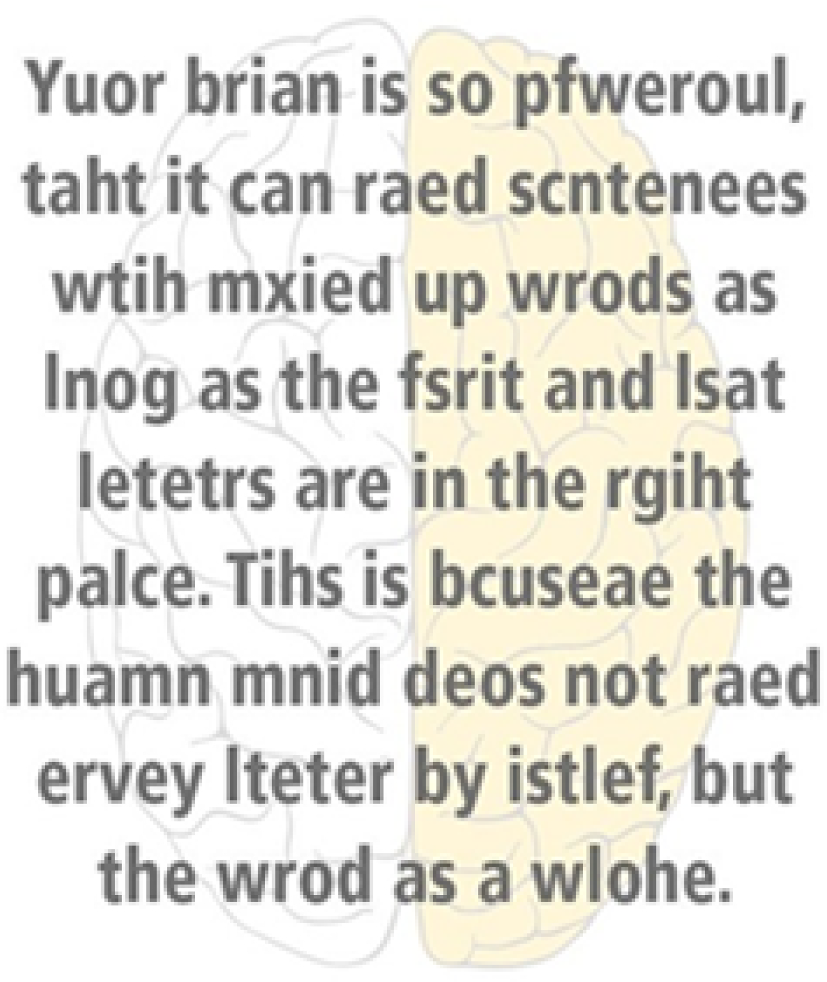 Yuor brian is so pfweroul,
taht it can raed scntenees
wtih mxied up wrods as
lnog as the fsrit and lsat
letetrs are in the rgiht
palce. Tihs is bcuseae the
huamn mnid deos not raed
ervey lteter by istlef, but
the wrod as a wlohe.